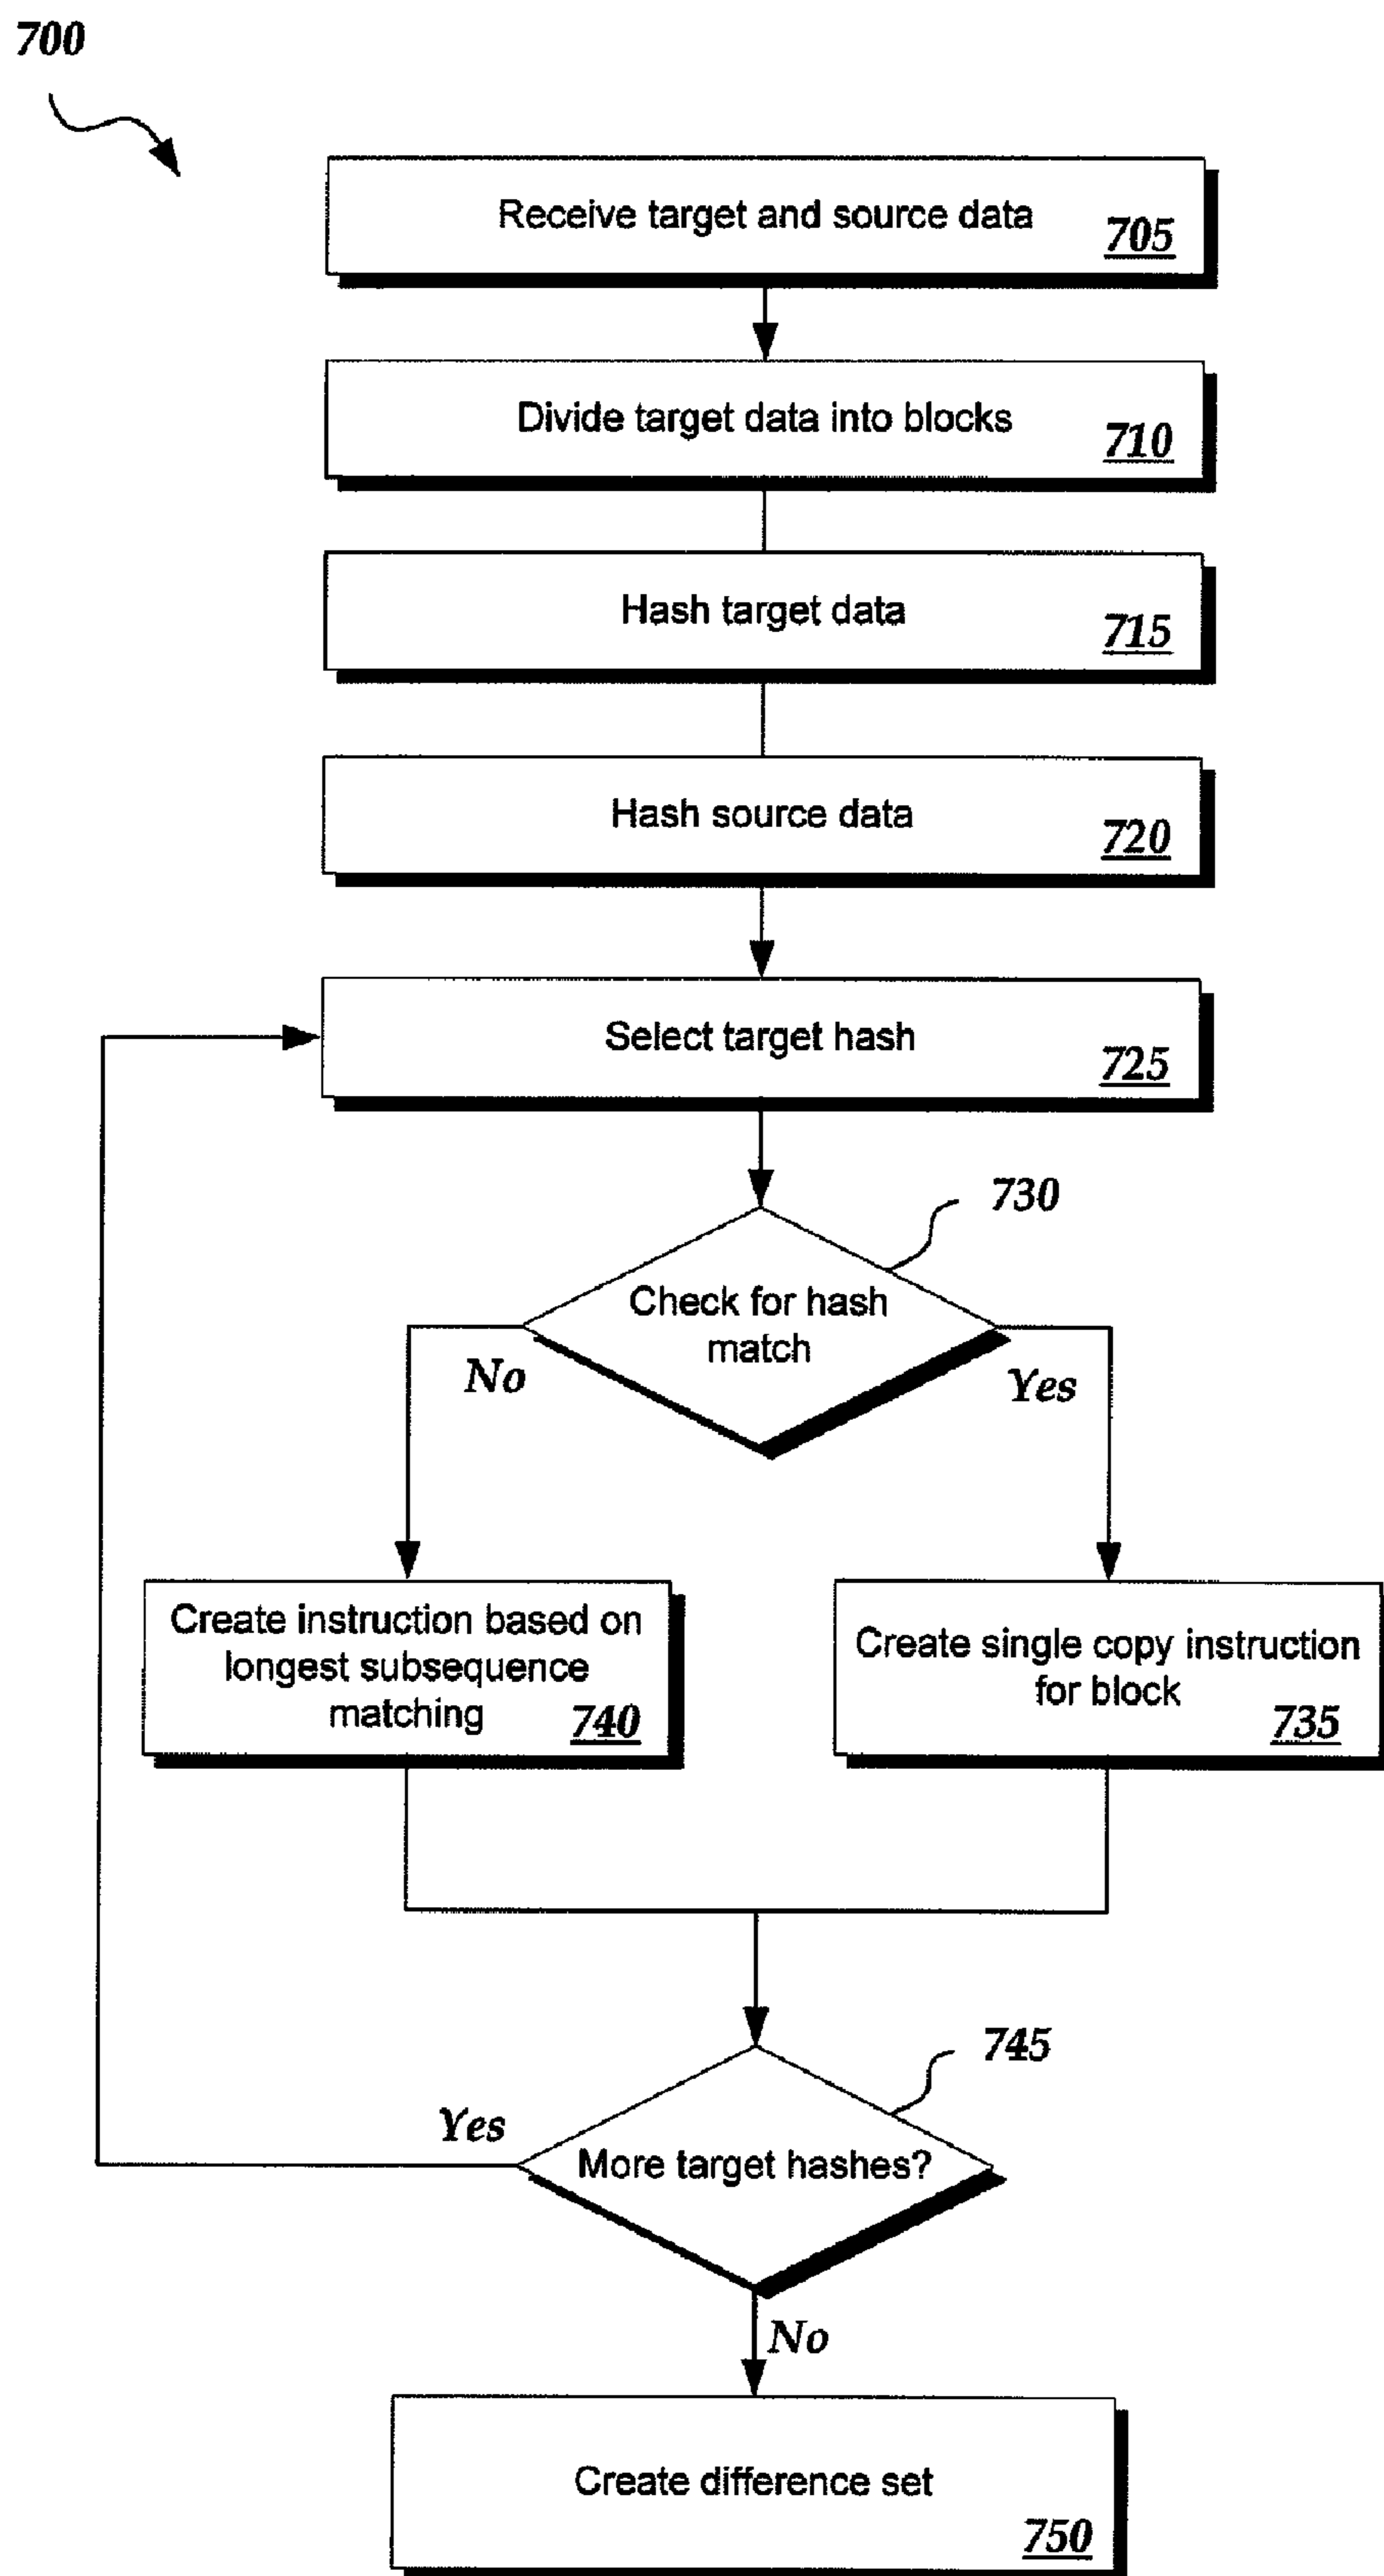 700
Receive target and source data
705
Divide target data into blocks
710
Hash target data
715
Hash source data
720
Select target hash
725
730
Check for hash
match
No
Yes
Create instruction based on
longest subsequence
matching
740
Create single copy instruction
for block
735
745
Yes
More target hashes?
No
Create difference set
750